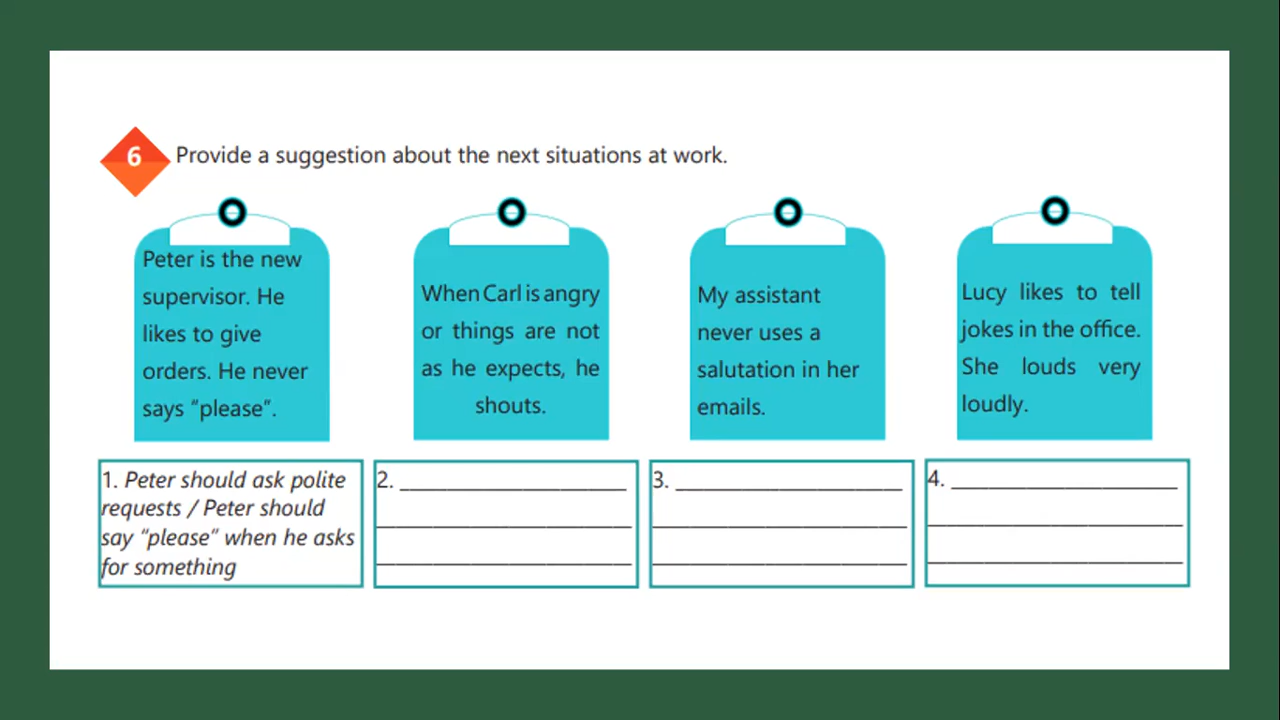 6 Provide a suggestion about the next situations at work.
Peter is the new
supervisor. He
likes to give
orders. He never
says “please”.
When Carl is angry
or things are not
as he expects, he
shouts.
My assistant
never uses a
salutation in her
emails.
Lucy likes to tell
jokes in the office.
She louds very
loudly.
1. Peter should ask polite
requests / Peter should
say “please” when he asks
for something
2. ____________________
3. ____________________
4. ____________________